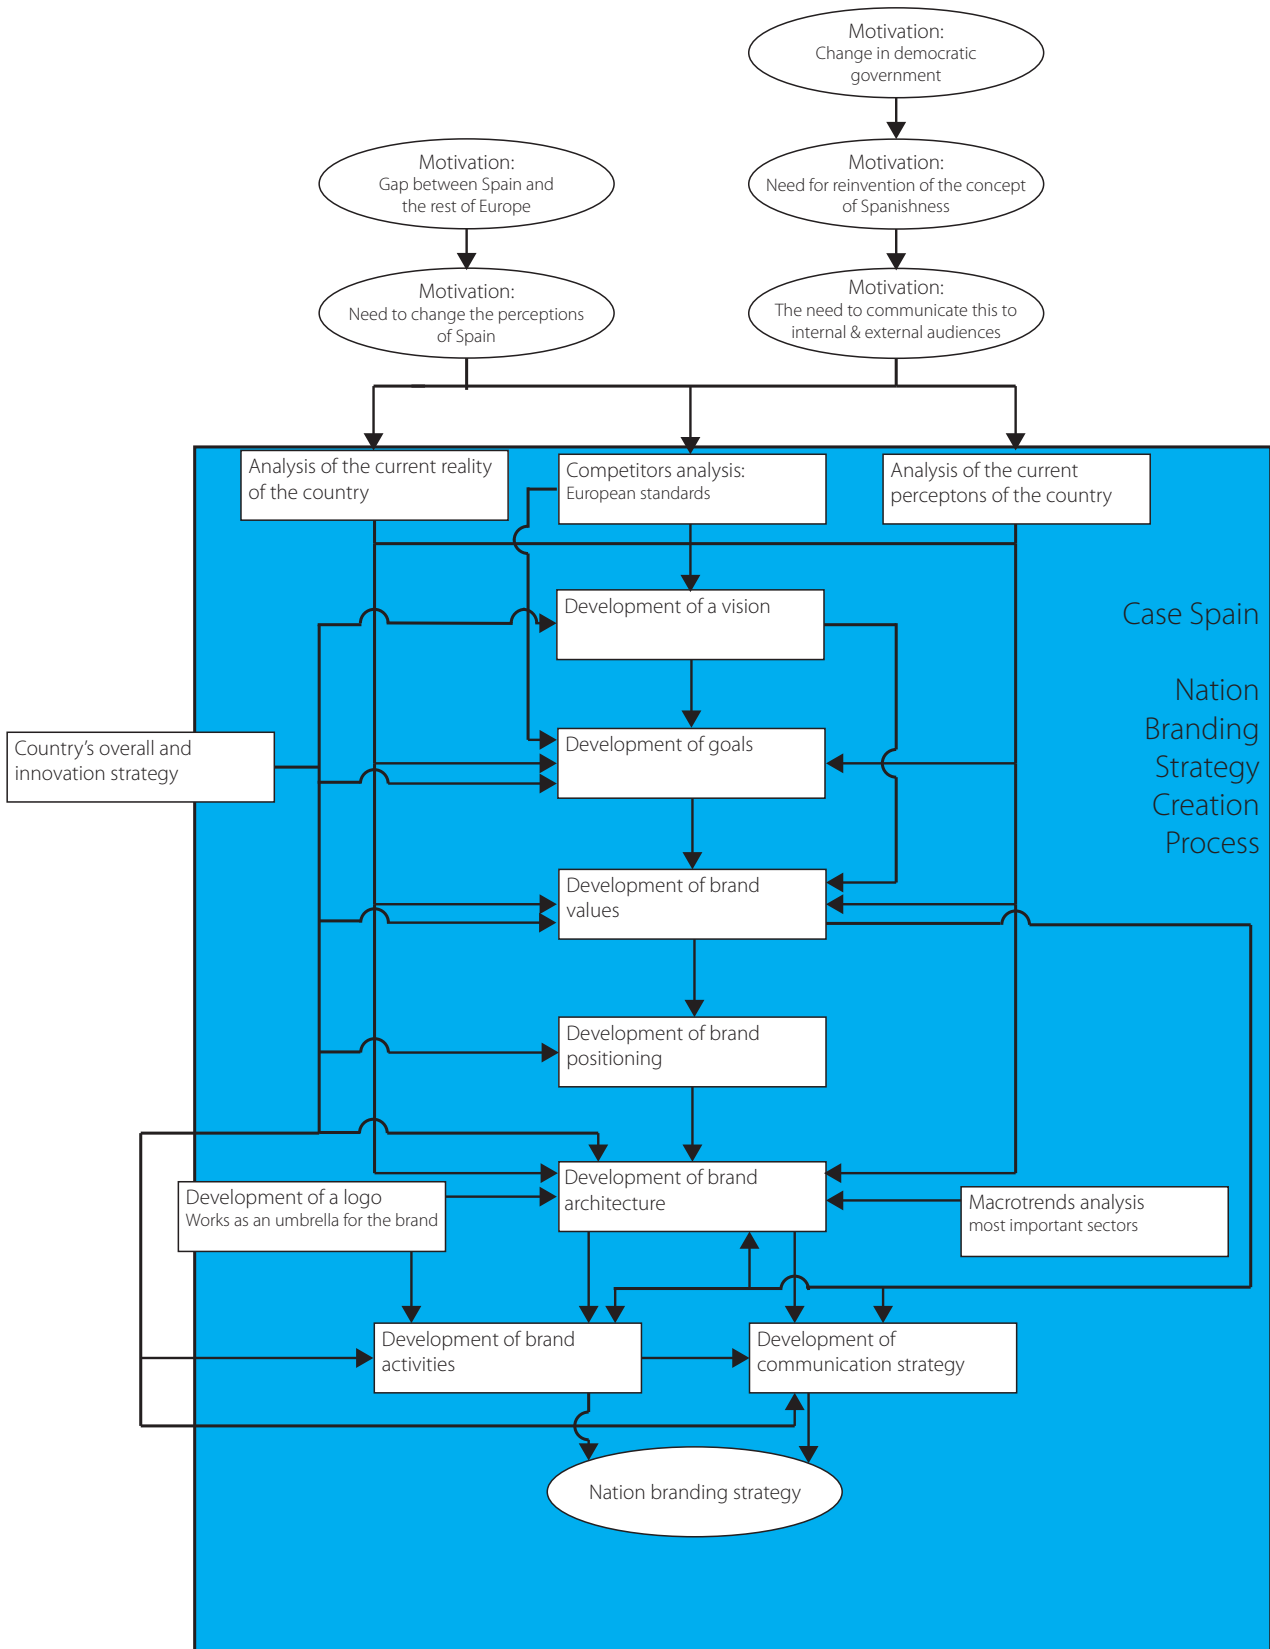 Motivation:
Change in democratic
government
Motivation:
Gap between Spain and
the rest of Europe
Motivation:
Need for reinvention of the concept
of Spanishness
Motivation:
Need to change the perceptions
of Spain
Motivation:
The need to communicate this to
internal & external audiences
Analysis of the current reality
of the country
Competitors analysis:
European standards
Analysis of the current
perceptons of the country
Development of a vision
Case Spain
Nation
Branding
Strategy
Creation
Process
Country's overall and
innovation strategy
Development of goals
Development of brand
values
Development of brand
positioning
Development of brand
architecture
Development of a logo
Works as an umbrella for the brand
Macrotrends analysis
most important sectors
Development of brand
activities
Development of
communication strategy
Nation branding strategy